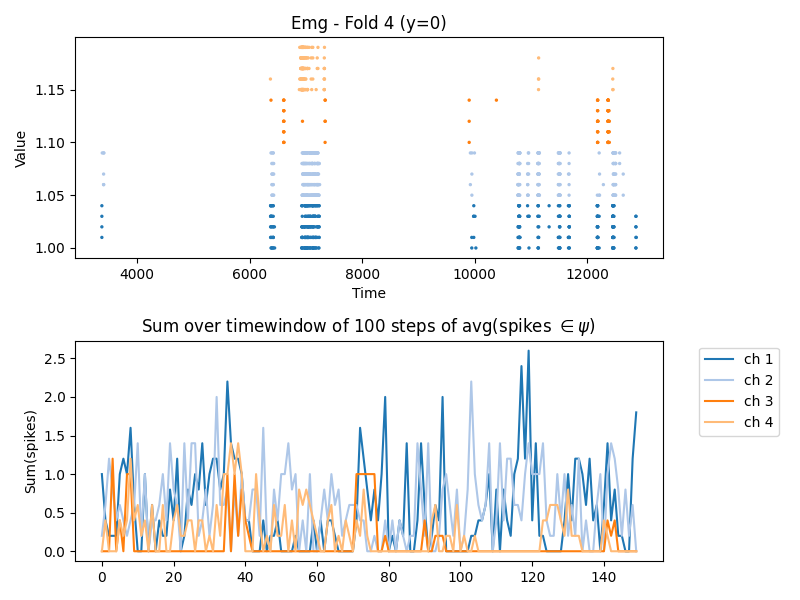 Emg - Fold 4 (y=0)
Value
1.15
1.10
1.05
1.00
4000 6000 8000 10000 12000
Time
Sum over timewindow of 100 steps of avg(spikes ∈ ψ)
Sum(spikes)
2.5
2.0
1.5
1.0
0.5
0.0
0 20 40 60 80 100 120 140
ch 1
ch 2
ch 3
ch 4